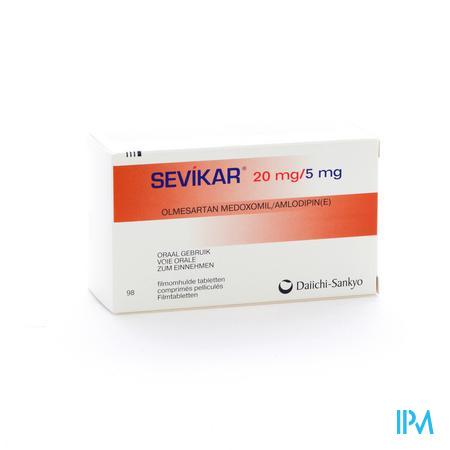 SEVIKAR® 20 mg/5 mg
OLMESARTAN MEDOXOMIL/AMLODIPIN(E)
ORAAL GEBRUIK
VOIE ORALE
ZUM EINNEHMEN
98
filmomhulde tabletten
comprimés pelliculés
Filmtabletten
Daiichi-Sankyo
IPM